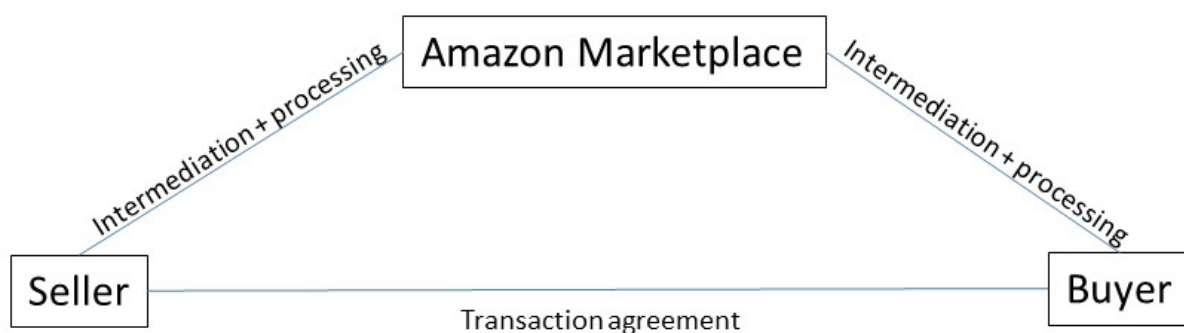 Amazon Marketplace
Intermediation + processing
Intermediation + processing
Seller
Buyer
Transaction agreement